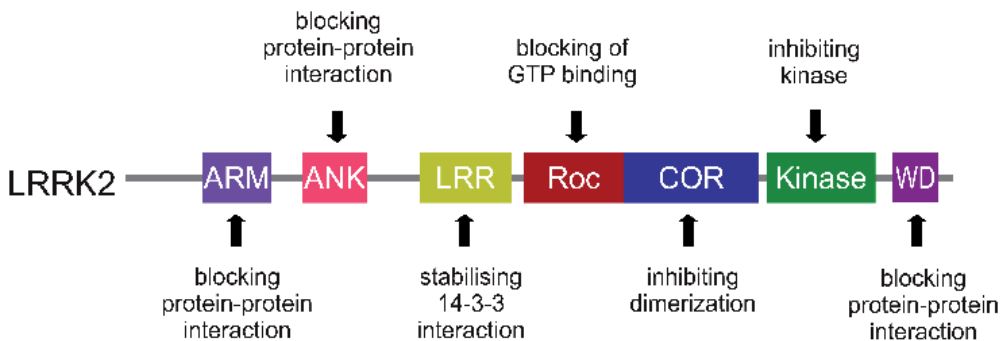 blocking
protein-protein
interaction
blocking of
GTP binding
inhibiting
kinase
LRRK2
ARM
ANK
LRR
Roc
COR
Kinase
WD
blocking
protein-protein
interaction
stabilising
14-3-3
interaction
inhibiting
dimerization
blocking
protein-protein
interaction